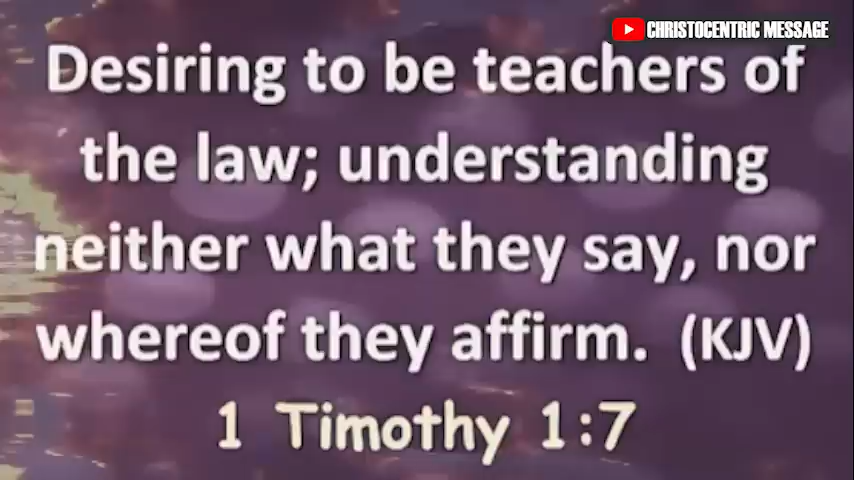 CHRISTOCENTRIC MESSAGE
Desiring to be teachers of
the law; understanding
neither what they say, nor
whereof they affirm. (KJV)
1 Timothy 1:7